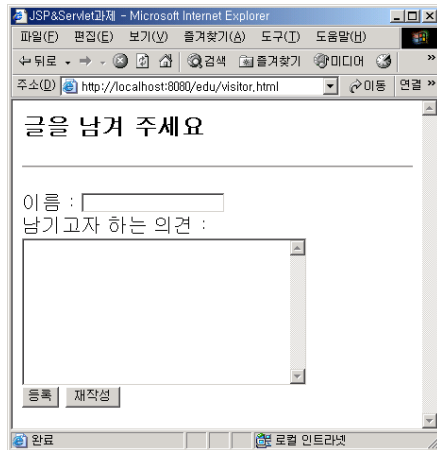 JSP&Servlet과제 - Microsoft Internet Explorer
파일(F) 편집(E) 보기(V) 즐겨찾기(A) 도구(T) 도움말(H)
뒤로 검색 즐겨찾기 미디어 »
주소(D) http://localhost:8080/edu/visitor.html 이동 연결 »
글을 남겨 주세요
이름 :
남기고자 하는 의견 :
등록 재작성
완료 로컬 인트라넷